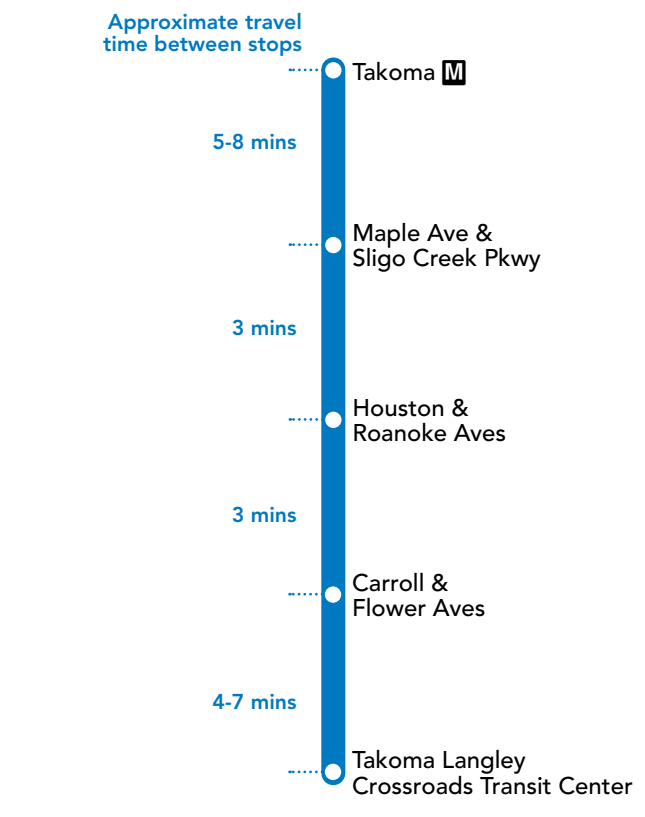 Approximate travel
time between stops
Takoma M
5-8 mins
Maple Ave &
Sligo Creek Pkwy
3 mins
Houston &
Roanoke Aves
3 mins
Carroll &
Flower Aves
4-7 mins
Takoma Langley
Crossroads Transit Center